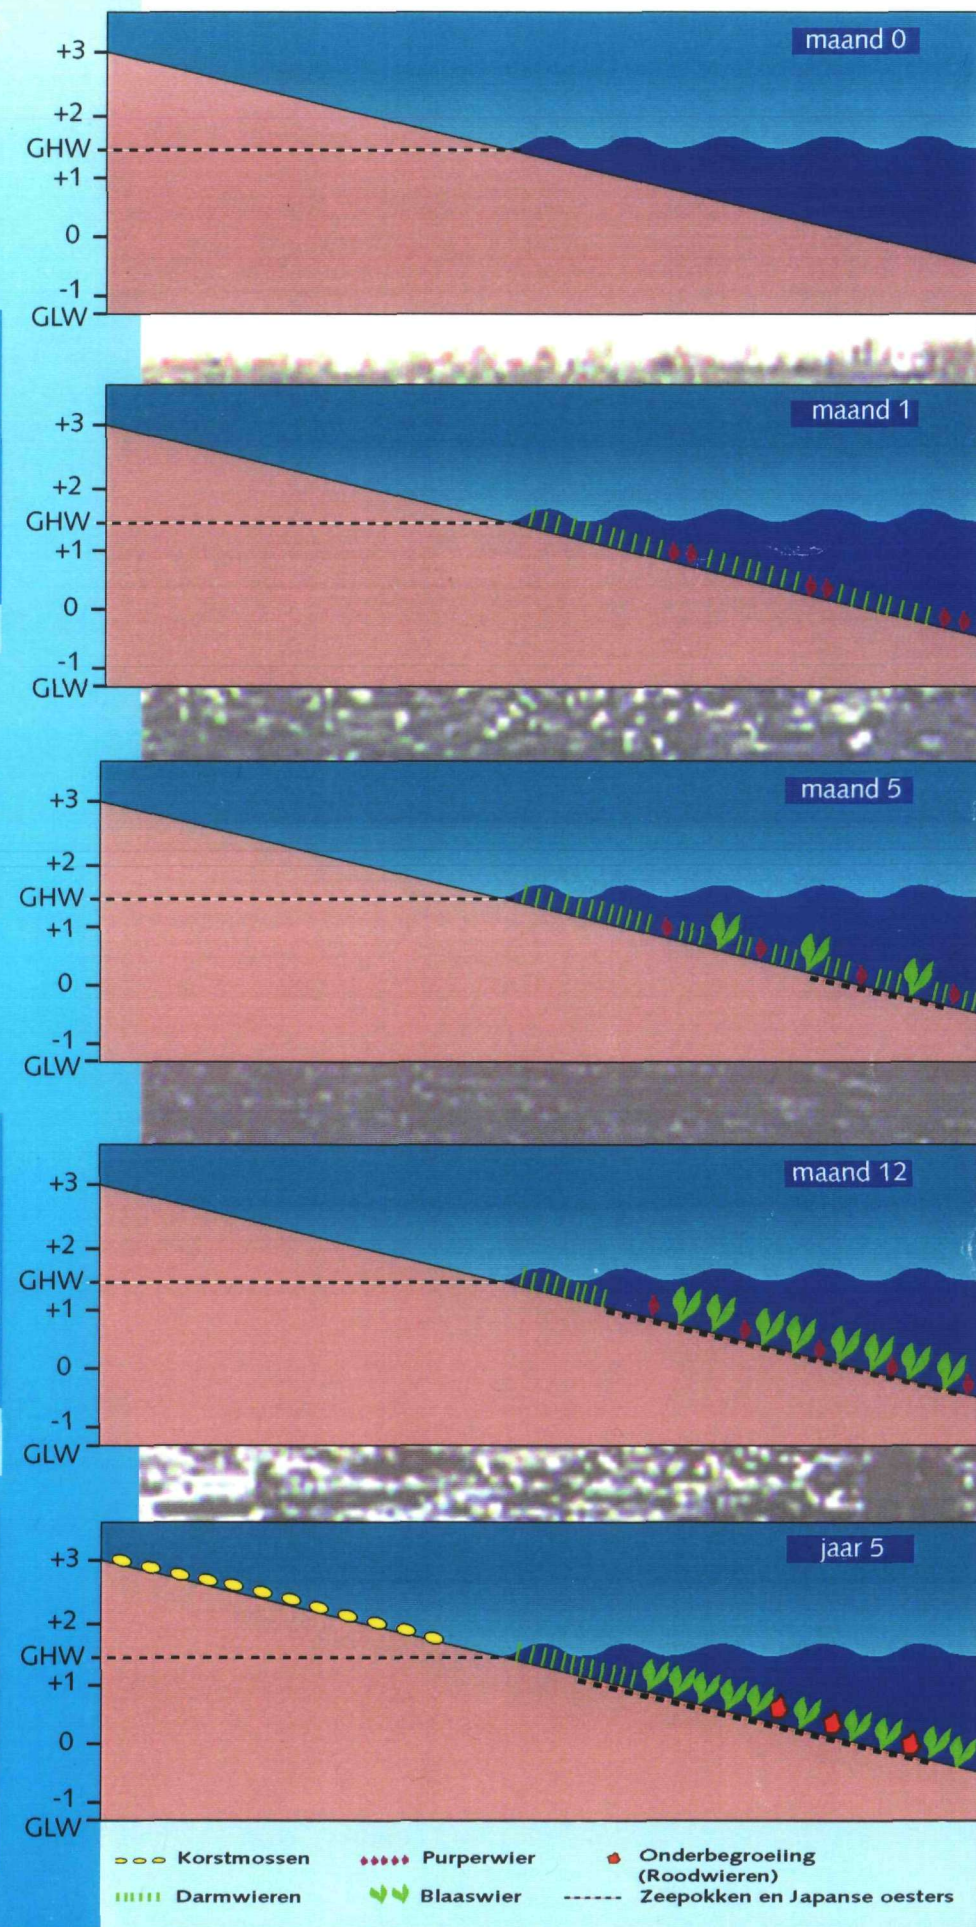 maand 0
+3
+2
GHW
+1
0
-1
GLW
maand 1
+3
+2
GHW
+1
0
-1
GLW
maand 5
+3
+2
GHW
+1
0
-1
GLW
maand 12
+3
+2
GHW
+1
0
-1
GLW
jaar 5
+3
+2
GHW
+1
0
-1
GLW
Korstmossen
Purperwier
Onderbegroeiing
(Roodwieren)
Darmwieren
Blaaswier
Zeepokken en Japanse oesters